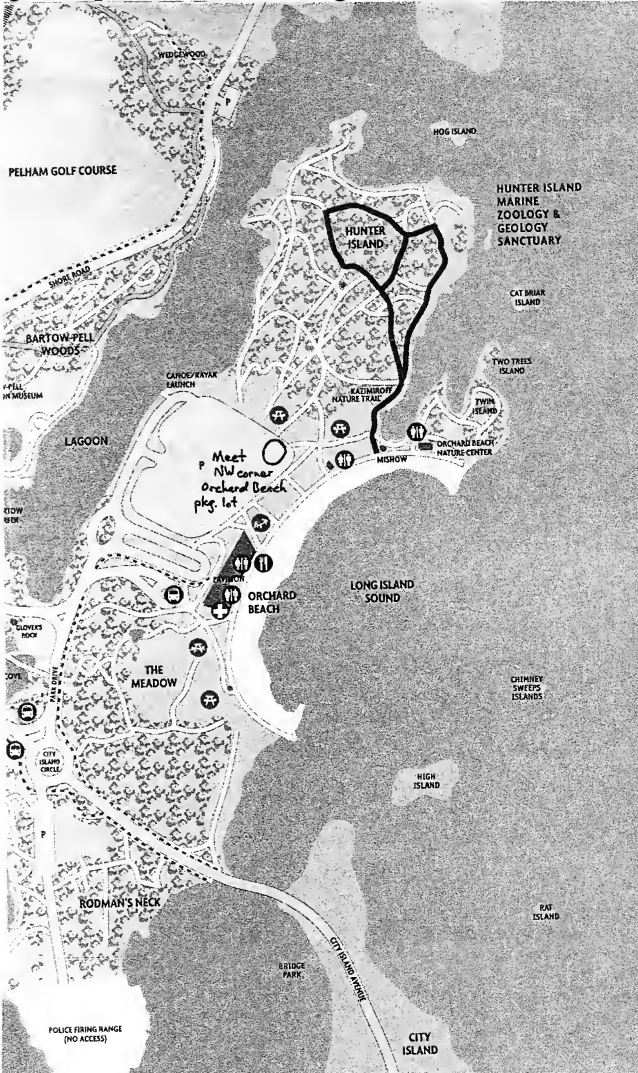 WEDGEWOOD
P
HOG ISLAND
PELHAM GOLF COURSE
HUNTER ISLAND
MARINE
ZOOLOGY &
GEOLOGY
SANCTUARY
HUNTER
ISLAND
SHORE ROAD
CAT BRIAR
ISLAND
BARTOW-PELL
WOODS
TWO TREES
ISLAND
CANOE/KAYAK
LAUNCH
KAZIMIROFF
NATURE TRAIL
TWIN
ISLAND
LAGOON
ORCHARD BEACH
NATURE CENTER
MISHOW
P
Meet
NW corner
Orchard Beach
pkg. lot
PAVILION
ORCHARD
BEACH
LONG ISLAND
SOUND
GLOVER'S
ROCK
THE
MEADOW
PARK DRIVE
CHIMNEY
SWEEPS
ISLANDS
CITY
ISLAND
CIRCLE
HIGH
ISLAND
P
RODMAN'S NECK
RAT
ISLAND
CITY ISLAND AVENUE
BRIDGE
PARK
POLICE FIRING RANGE
(NO ACCESS)
CITY
ISLAND